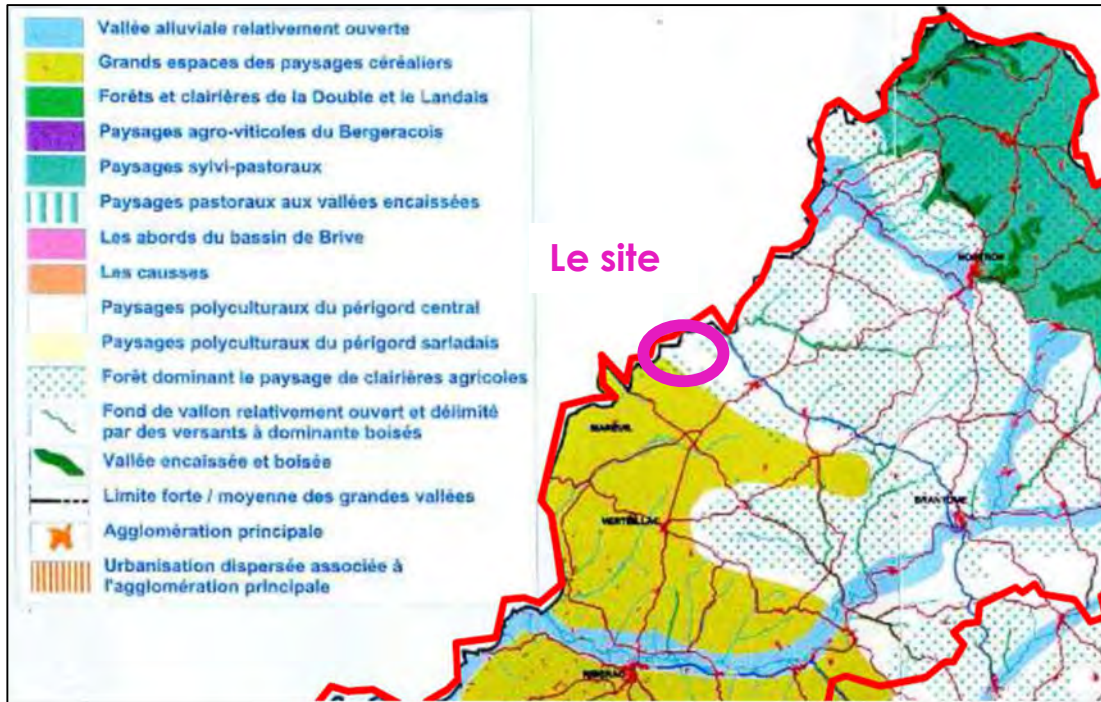 Vallée alluviale relativement ouverte
Grands espaces des paysages céréaliers
Forêts et clairières de la Double et le Landais
Paysages agro-viticoles du Bergeracois
Paysages sylvi-pastoraux
Paysages pastoraux aux vallées encaissées
Les abords du bassin de Brive
Les causses
Paysages polyculturaux du périgord central
Paysages polyculturaux du périgord sarladais
Forêt dominant le paysage de clairières agricoles
Fond de vallon relativement ouvert et délimité
par des versants à dominante boisés
Vallée encaissée et boisée
Limite forte / moyenne des grandes vallées
Agglomération principale
Urbanisation dispersée associée à
l'agglomération principale
Le site
NONTRON
MAREUIL
VERTEILLAC
BRANTOME
RIBERAC